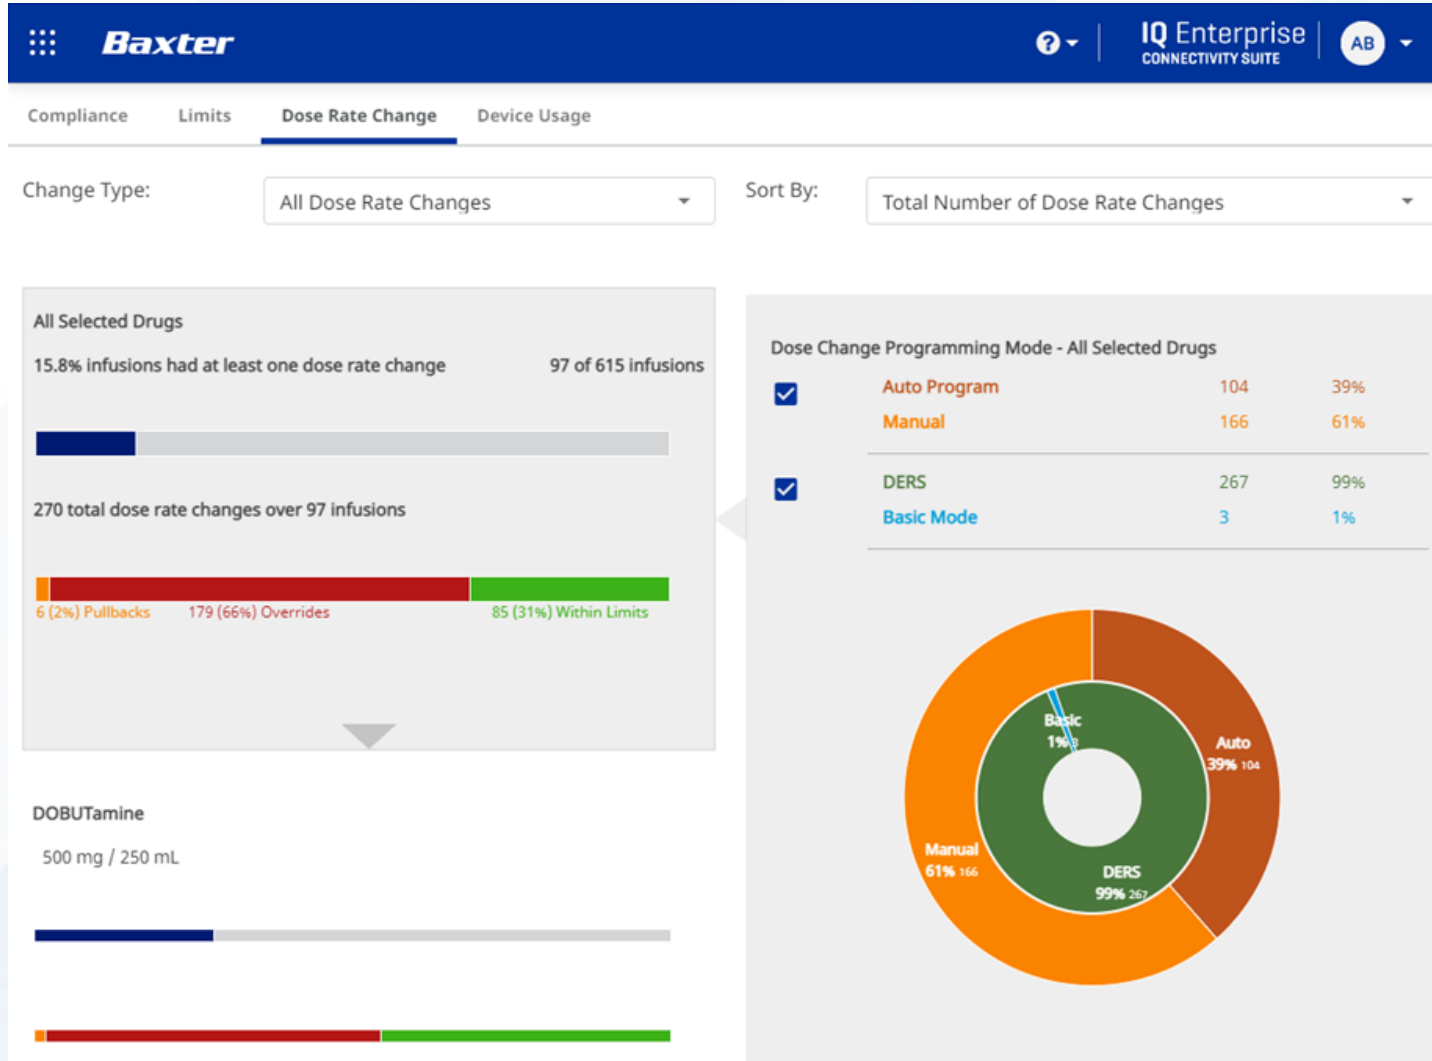 Baxter
?
IQ Enterprise
CONNECTIVITY SUITE
AB
Compliance Limits Dose Rate Change Device Usage
Change Type: All Dose Rate Changes
Sort By: Total Number of Dose Rate Changes
All Selected Drugs
15.8% infusions had at least one dose rate change 97 of 615 infusions
270 total dose rate changes over 97 infusions
6 (2%) Pullbacks 179 (66%) Overrides 85 (31%) Within Limits
DOBUTamine
500 mg / 250 mL
Dose Change Programming Mode - All Selected Drugs
Auto Program 104 39%
Manual 166 61%
DERS 267 99%
Basic Mode 3 1%
Basic
1% 3
Auto
39% 104
Manual
61% 166
DERS
99% 267